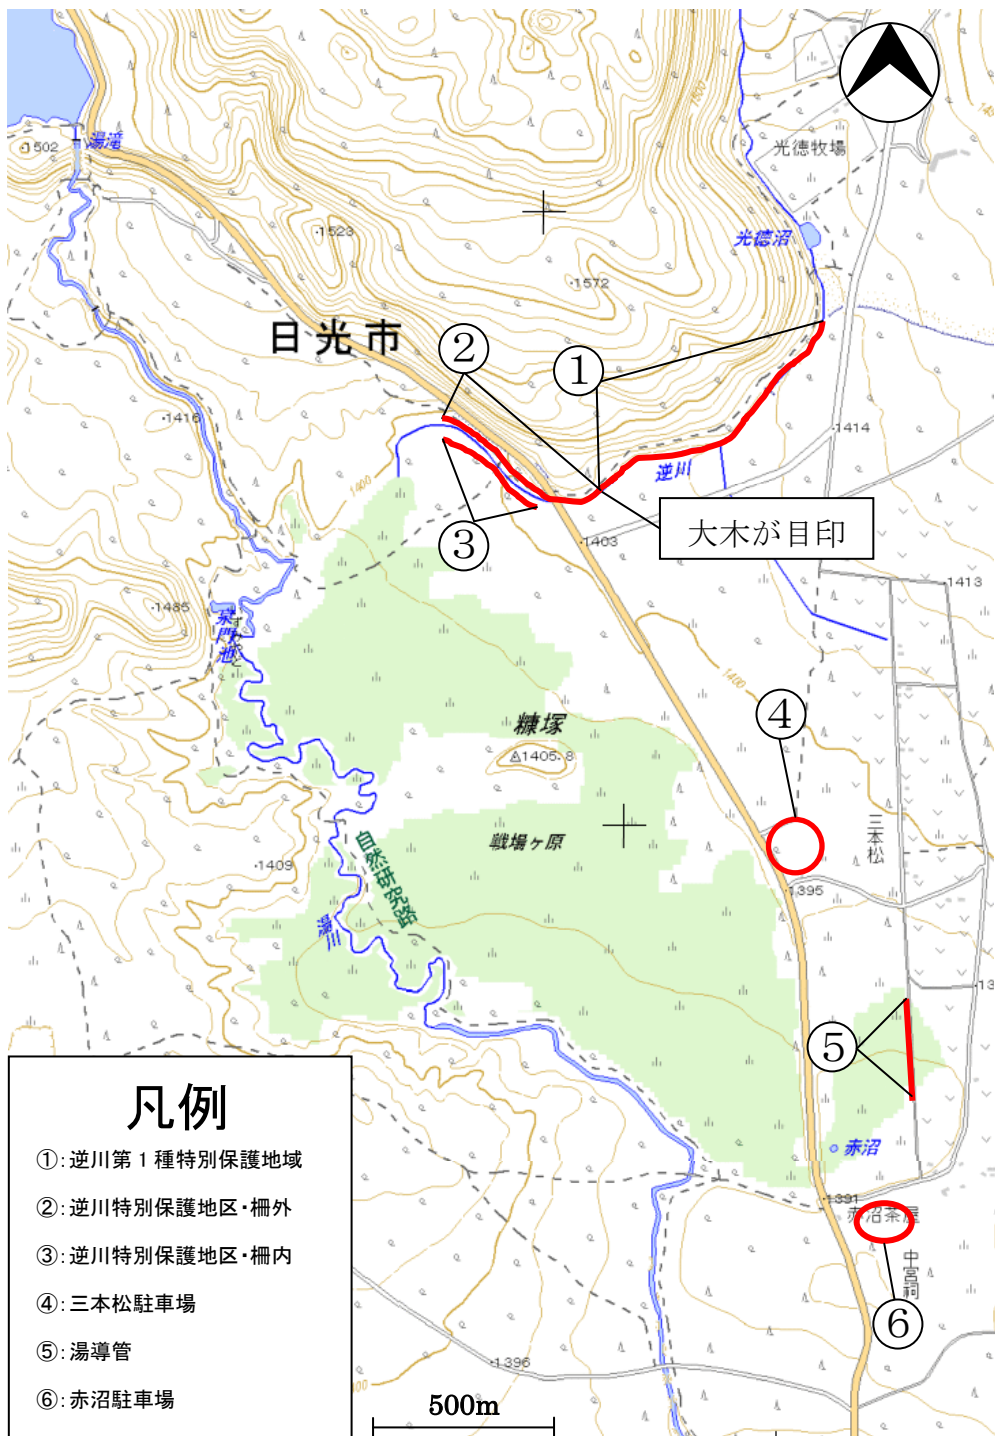 湯滝
・1502
1500
光徳牧場
・1523
光徳沼
・1572
日光市
②
①
・1416
・1414
1400
逆川
大木が目印
③
・1403
・1413
・1485
泉門池
1400
④
糠塚
1405.8
三本松
戦場ヶ原
自然研究路
・1409
・1395
湯川
⑤
赤沼
・1391
赤沼茶屋
中宮祠
⑥
・1396
凡例
①：逆川第１種特別保護地域
②：逆川特別保護地区・柵外
③：逆川特別保護地区・柵内
④：三本松駐車場
⑤：湯導管
⑥：赤沼駐車場
500m